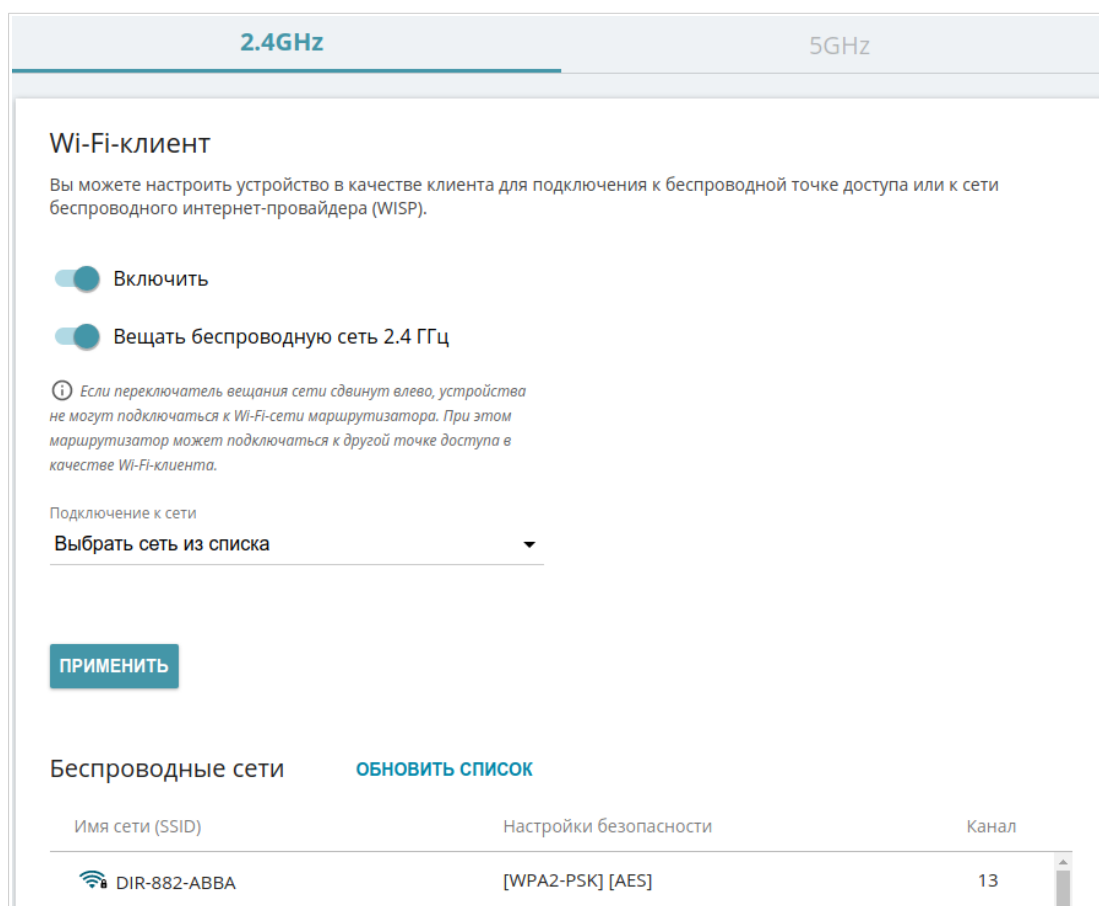 2.4GHz
5GHz
Wi-Fi-клиент
Вы можете настроить устройство в качестве клиента для подключения к беспроводной точке доступа или к сети
беспроводного интернет-провайдера (WISP).
Включить
Вещать беспроводную сеть 2.4 ГГц
Если переключатель вещания сети сдвинут влево, устройства
не могут подключаться к Wi-Fi-сети маршрутизатора. При этом
маршрутизатор может подключаться к другой точке доступа в
качестве Wi-Fi-клиента.
Подключение к сети
Выбрать сеть из списка
ПРИМЕНИТЬ
Беспроводные сети ОБНОВИТЬ СПИСОК
Имя сети (SSID) Настройки безопасности Канал
DIR-882-ABBA [WPA2-PSK] [AES] 13